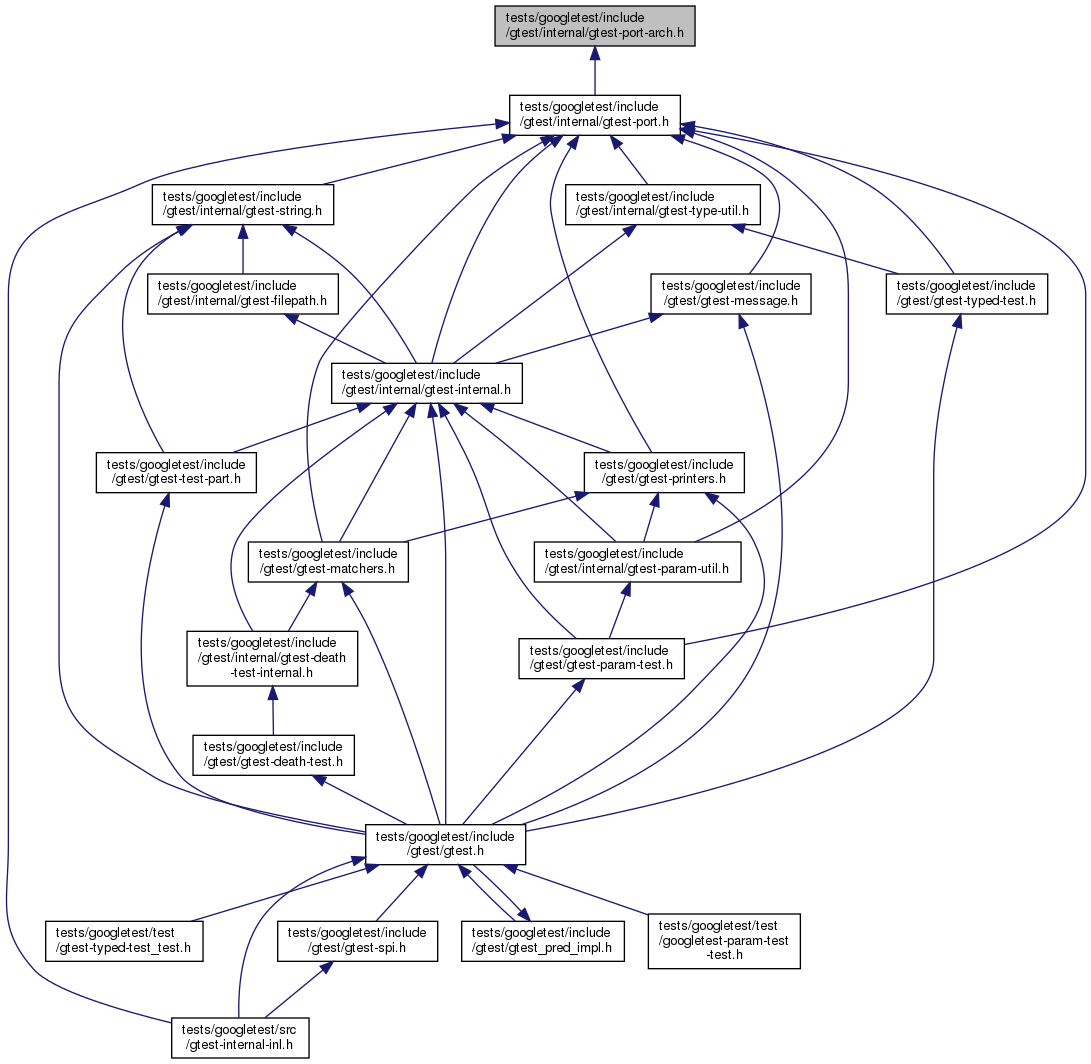 tests/googletest/include
/gtest/internal/gtest-port-arch.h
tests/googletest/include
/gtest/internal/gtest-port.h
tests/googletest/include
/gtest/internal/gtest-string.h
tests/googletest/include
/gtest/internal/gtest-type-util.h
tests/googletest/include
/gtest/internal/gtest-filepath.h
tests/googletest/include
/gtest/gtest-message.h
tests/googletest/include
/gtest/gtest-typed-test.h
tests/googletest/include
/gtest/internal/gtest-internal.h
tests/googletest/include
/gtest/gtest-test-part.h
tests/googletest/include
/gtest/gtest-printers.h
tests/googletest/include
/gtest/gtest-matchers.h
tests/googletest/include
/gtest/internal/gtest-param-util.h
tests/googletest/include
/gtest/internal/gtest-death
-test-internal.h
tests/googletest/include
/gtest/gtest-param-test.h
tests/googletest/include
/gtest/gtest-death-test.h
tests/googletest/include
/gtest/gtest.h
tests/googletest/test
/gtest-typed-test_test.h
tests/googletest/include
/gtest/gtest-spi.h
tests/googletest/include
/gtest/gtest_pred_impl.h
tests/googletest/test
/googletest-param-test
-test.h
tests/googletest/src
/gtest-internal-inl.h